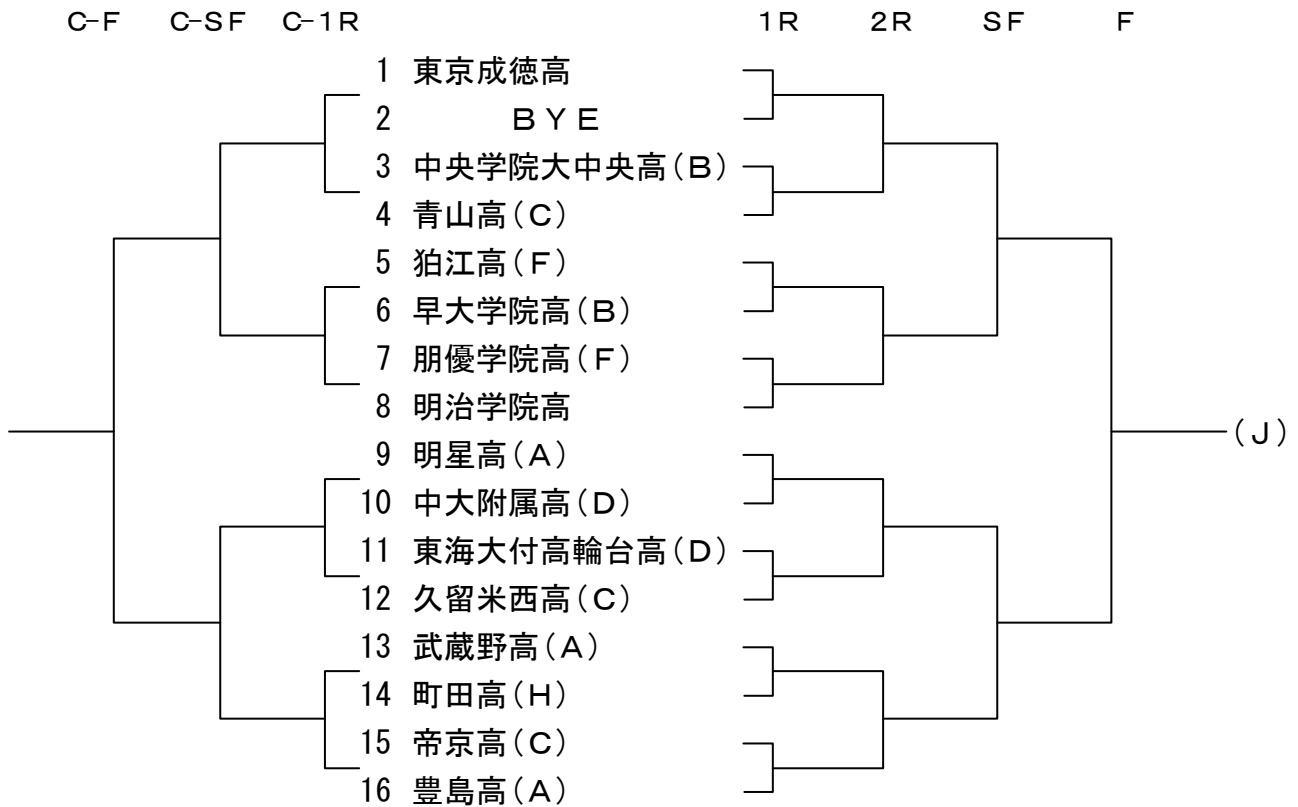 C-F C-SF C-1R 1R 2R SF F
1 東京成徳高
2 BYE
3 中央学院大中央高(B)
4 青山高(C)
5 狛江高(F)
6 早大学院高(B)
7 朋優学院高(F)
8 明治学院高
(J)
9 明星高(A)
10 中大附属高(D)
11 東海大付高輪台高(D)
12 久留米西高(C)
13 武蔵野高(A)
14 町田高(H)
15 帝京高(C)
16 豊島高(A)